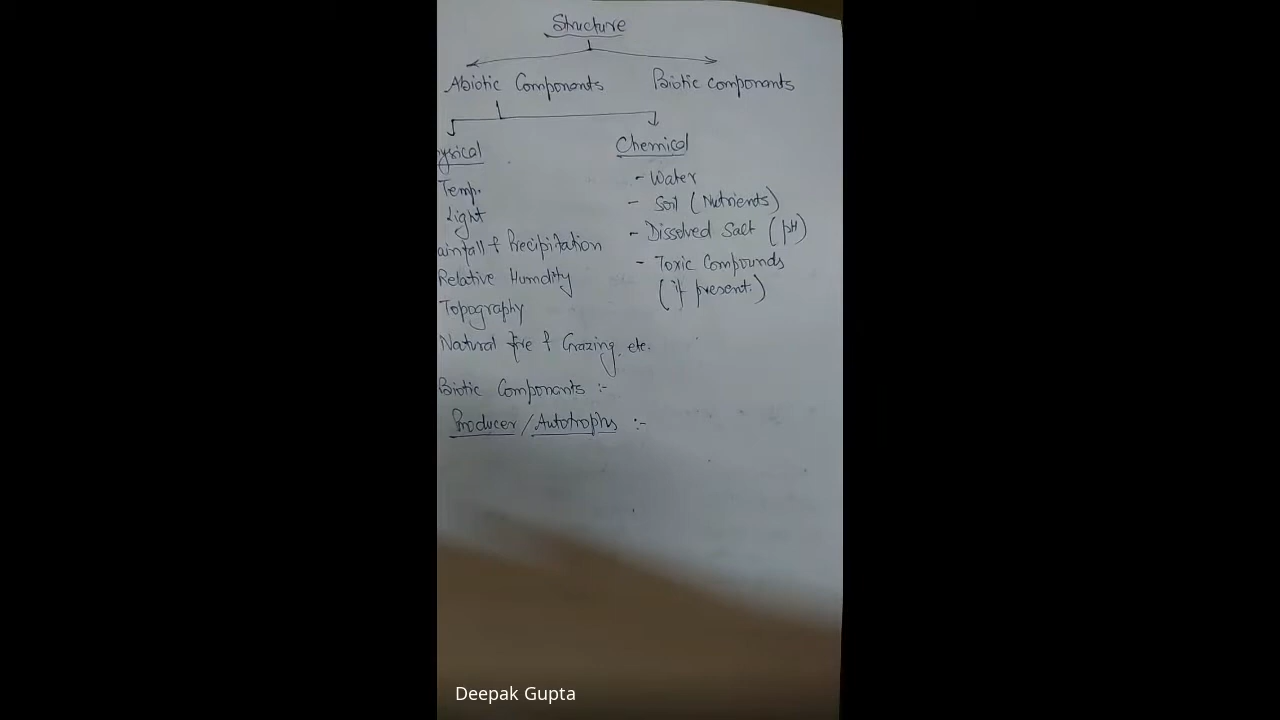 Structure
Abiotic Components
Biotic Components
ysical
Chemical
Temp.
Light
ainfall & Precipitation
Relative Humdity
Topography
Natural fire & Grazing etc.
- Water
- Soil (Nutrients)
- Dissolved Salt (pH)
- Toxic Compounds
(if present.)
Biotic Components :-
Producer / Autotrophs :-
Deepak Gupta